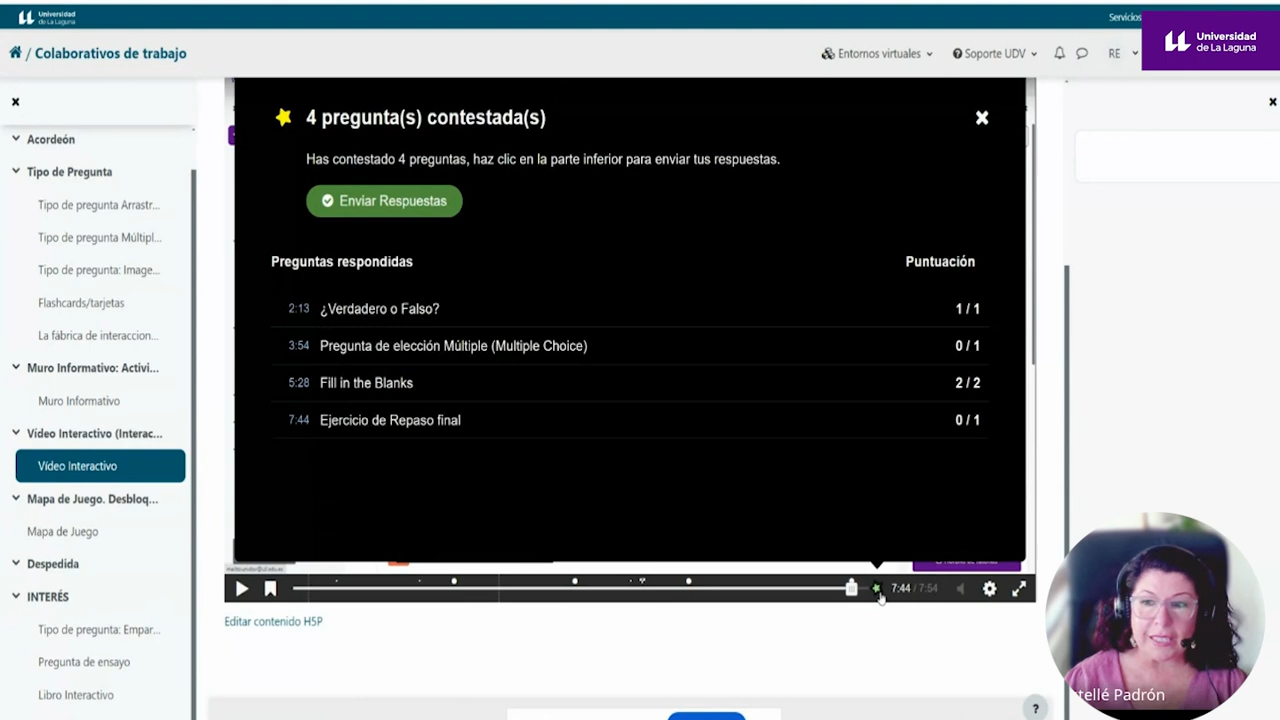 Universidad
de La Laguna
Servicios
Universidad
de La Laguna
/ Colaborativos de trabajo
Entornos virtuales
Soporte UDV
RE
Acordeón
Tipo de Pregunta
Tipo de pregunta Arrastr...
Tipo de pregunta Múltipl...
Tipo de pregunta: Image...
Flashcards/tarjetas
La fábrica de interaccion...
Muro Informativo: Activi...
Muro Informativo
Vídeo Interactivo (Interac...
Vídeo Interactivo
Mapa de Juego. Desbloq...
Mapa de Juego
Despedida
INTERÉS
Tipo de pregunta: Empar...
Pregunta de ensayo
Libro Interactivo
4 pregunta(s) contestada(s)
Has contestado 4 preguntas, haz clic en la parte inferior para enviar tus respuestas.
Enviar Respuestas
Preguntas respondidas Puntuación
2:13 ¿Verdadero o Falso? 1 / 1
3:54 Pregunta de elección Múltiple (Multiple Choice) 0 / 1
5:28 Fill in the Blanks 2 / 2
7:44 Ejercicio de Repaso final 0 / 1
7:44 / 7:54
Editar contenido H5P
tellé Padrón
?